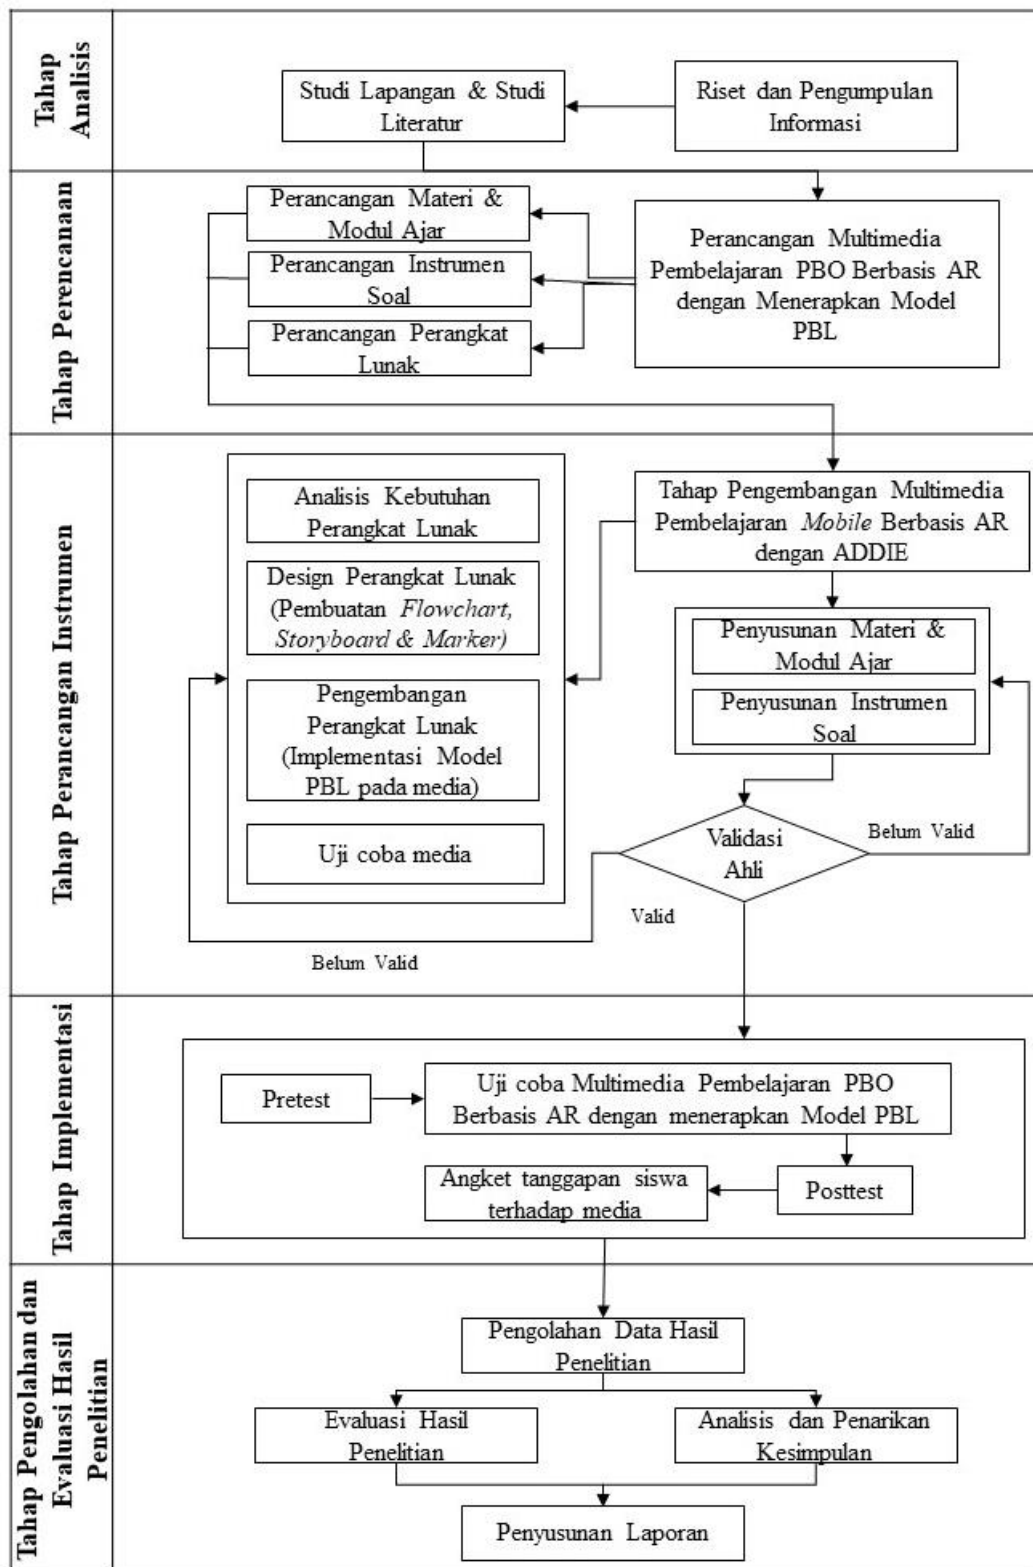 Tahap
Analisis
Studi Lapangan & Studi
Literatur
Riset dan Pengumpulan
Informasi
Tahap Perencanaan
Perancangan Materi &
Modul Ajar
Perancangan Instrumen
Soal
Perancangan Perangkat
Lunak
Perancangan Multimedia
Pembelajaran PBO Berbasis AR
dengan Menerapkan Model
PBL
Tahap Perancangan Instrumen
Analisis Kebutuhan
Perangkat Lunak
Design Perangkat Lunak
(Pembuatan Flowchart,
Storyboard & Marker)
Pengembangan
Perangkat Lunak
(Implementasi Model
PBL pada media)
Uji coba media
Tahap Pengembangan Multimedia
Pembelajaran Mobile Berbasis AR
dengan ADDIE
Penyusunan Materi &
Modul Ajar
Penyusunan Instrumen
Soal
Validasi
Ahli
Belum Valid
Valid
Belum Valid
Tahap Implementasi
Pretest
Uji coba Multimedia Pembelajaran PBO
Berbasis AR dengan menerapkan Model PBL
Angket tanggapan siswa
terhadap media
Posttest
Tahap Pengolahan dan
Evaluasi Hasil
Penelitian
Pengolahan Data Hasil
Penelitian
Evaluasi Hasil
Penelitian
Analisis dan Penarikan
Kesimpulan
Penyusunan Laporan